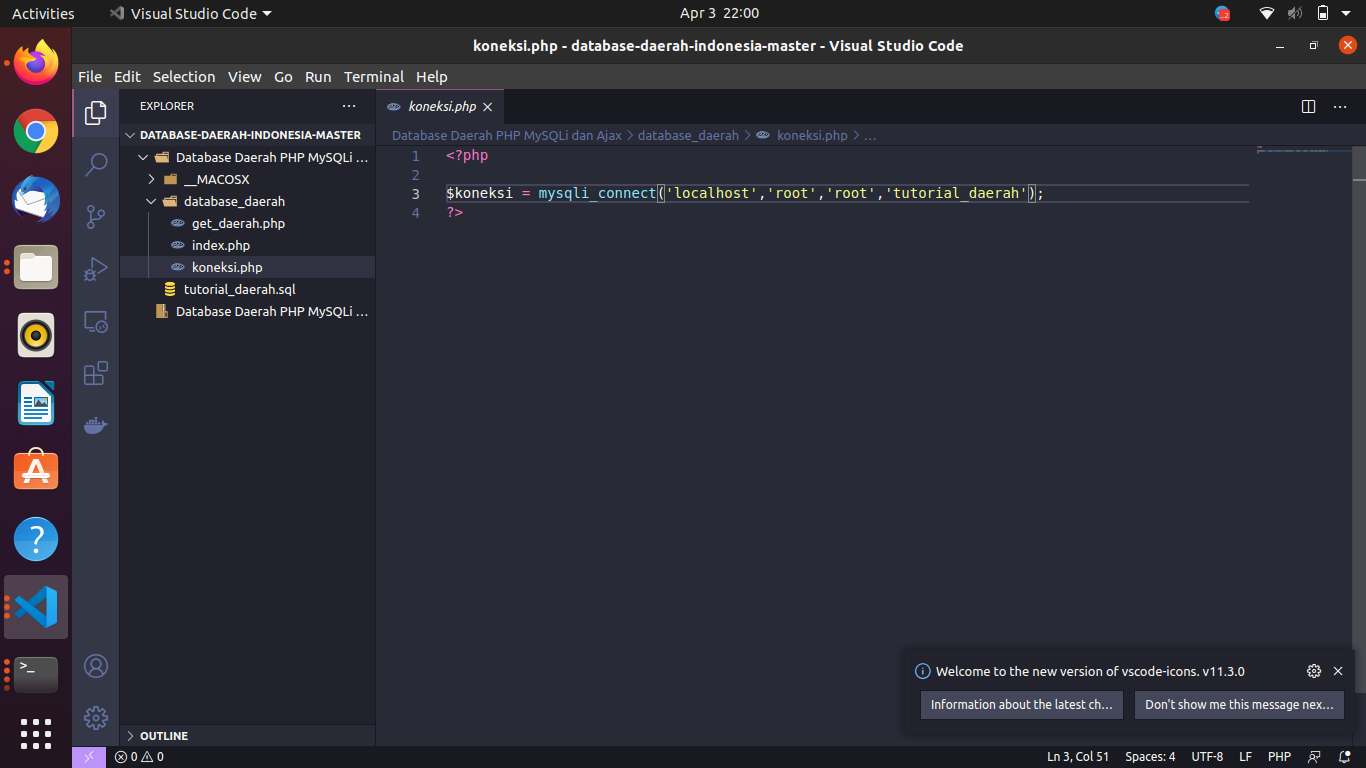 Activities Visual Studio Code Apr 3 22:00 2
koneksi.php - database-daerah-indonesia-master - Visual Studio Code
File Edit Selection View Go Run Terminal Help
EXPLORER
koneksi.php
DATABASE-DAERAH-INDONESIA-MASTER
Database Daerah PHP MySQLi dan Ajax > database_daerah > koneksi.php > ...
Database Daerah PHP MySQLi ...
__MACOSX
database_daerah
get_daerah.php
index.php
koneksi.php
tutorial_daerah.sql
Database Daerah PHP MySQLi ...
1 <?php
2
3 $koneksi = mysqli_connect('localhost','root','root','tutorial_daerah');
4 ?>
Welcome to the new version of vscode-icons. v11.3.0
Information about the latest ch...
Don't show me this message nex...
OUTLINE
0 0
Ln 3, Col 51 Spaces: 4 UTF-8 LF PHP